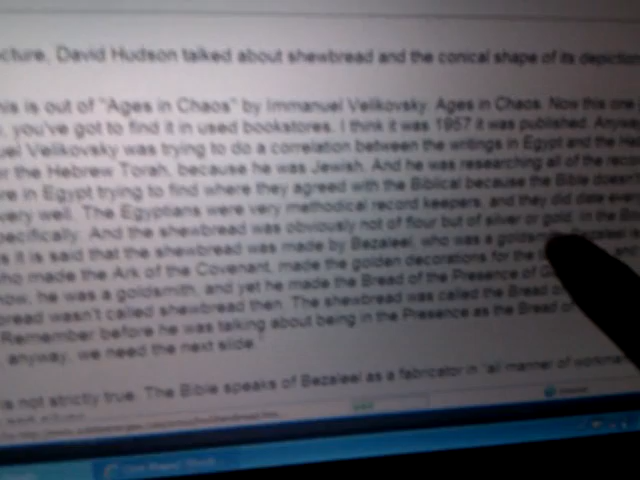 cture, David Hudson talked about shewbread and the conical shape of its depiction
his is out of "Ages in Chaos" by Immanuel Velikovsky. Ages in Chaos. Now this one
, you've got to find it in used bookstores. I think it was 1957 it was published. Anyway
uel Velikovsky was trying to do a correlation between the writings in Egypt and the He
r the Hebrew Torah, because he was Jewish. And he was researching all of the reco
re in Egypt trying to find where they agreed with the Biblical because the Bible doesn't
very well. The Egyptians were very methodical record keepers, and they did date ever
pecifically. And the shewbread was obviously not of flour but of silver or gold. In the
s it is said that the shewbread was made by Bezaleel, who was a
ho made the Ark of the Covenant, made the golden decorations for the
now, he was a goldsmith, and yet he made the Bread of the Presence of
bread wasn't called shewbread then. The shewbread was called the Bread
Remember before he was talking about being in the Presence as the Bread of
anyway, we need the next slide."
is not strictly true. The Bible speaks of Bezaleel as a fabricator in 'all manner of